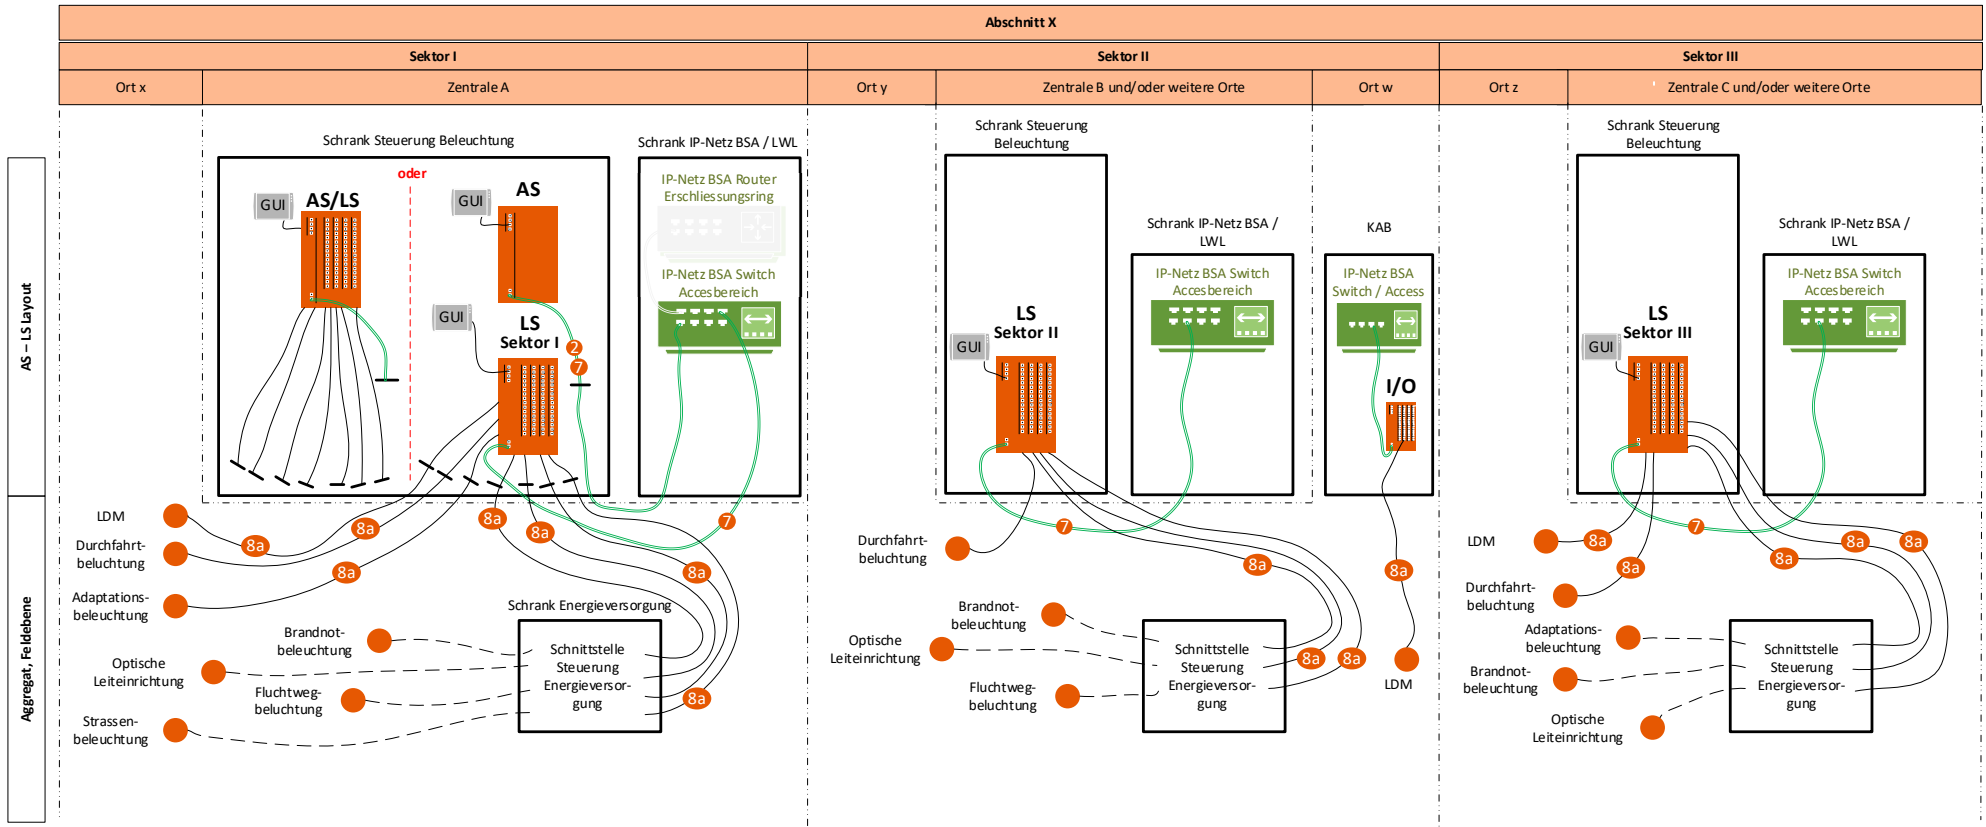 Abschnitt X
Sektor I
Sektor II
Sektor III
Ort x
Zentrale A
Ort y
Zentrale B und/oder weitere Orte
Ort w
Ort z
Zentrale C und/oder weitere Orte
AS – LS Layout
Schrank Steuerung Beleuchtung
oder
GUI
AS/LS
GUI
AS
GUI
LS
Sektor I
2
7
Schrank IP-Netz BSA / LWL
IP-Netz BSA Router
Erschliessungsring
IP-Netz BSA Switch
Accesbereich
7
Schrank Steuerung
Beleuchtung
LS
Sektor II
GUI
Schrank IP-Netz BSA /
LWL
IP-Netz BSA Switch
Accesbereich
7
KAB
IP-Netz BSA
Switch / Access
I/O
Schrank Steuerung
Beleuchtung
LS
Sektor III
GUI
Schrank IP-Netz BSA /
LWL
IP-Netz BSA Switch
Accesbereich
7
Aggregat, Feldebene
LDM
8a
8a
Durchfahrt-
beluchtung
8a
Adaptations-
beleuchtung
8a
8a
8a
8a
Schrank Energieversorgung
Schnittstelle
Steuerung
Energieversor-
gung
Brandnot-
beleuchtung
Optische
Leiteinrichtung
Fluchtweg-
beluchtung
Strassen-
beleuchtung
Durchfahrt-
beluchtung
8a
8a
8a
8a
Brandnot-
beleuchtung
Optische
Leiteinrichtung
Fluchtweg-
beluchtung
Schnittstelle
Steuerung
Energieversor-
gung
LDM
LDM
8a
8a
8a
8a
8a
Durchfahrt-
beluchtung
Adaptations-
beleuchtung
Brandnot-
beleuchtung
Optische
Leiteinrichtung
Schnittstelle
Steuerung
Energieversor-
gung